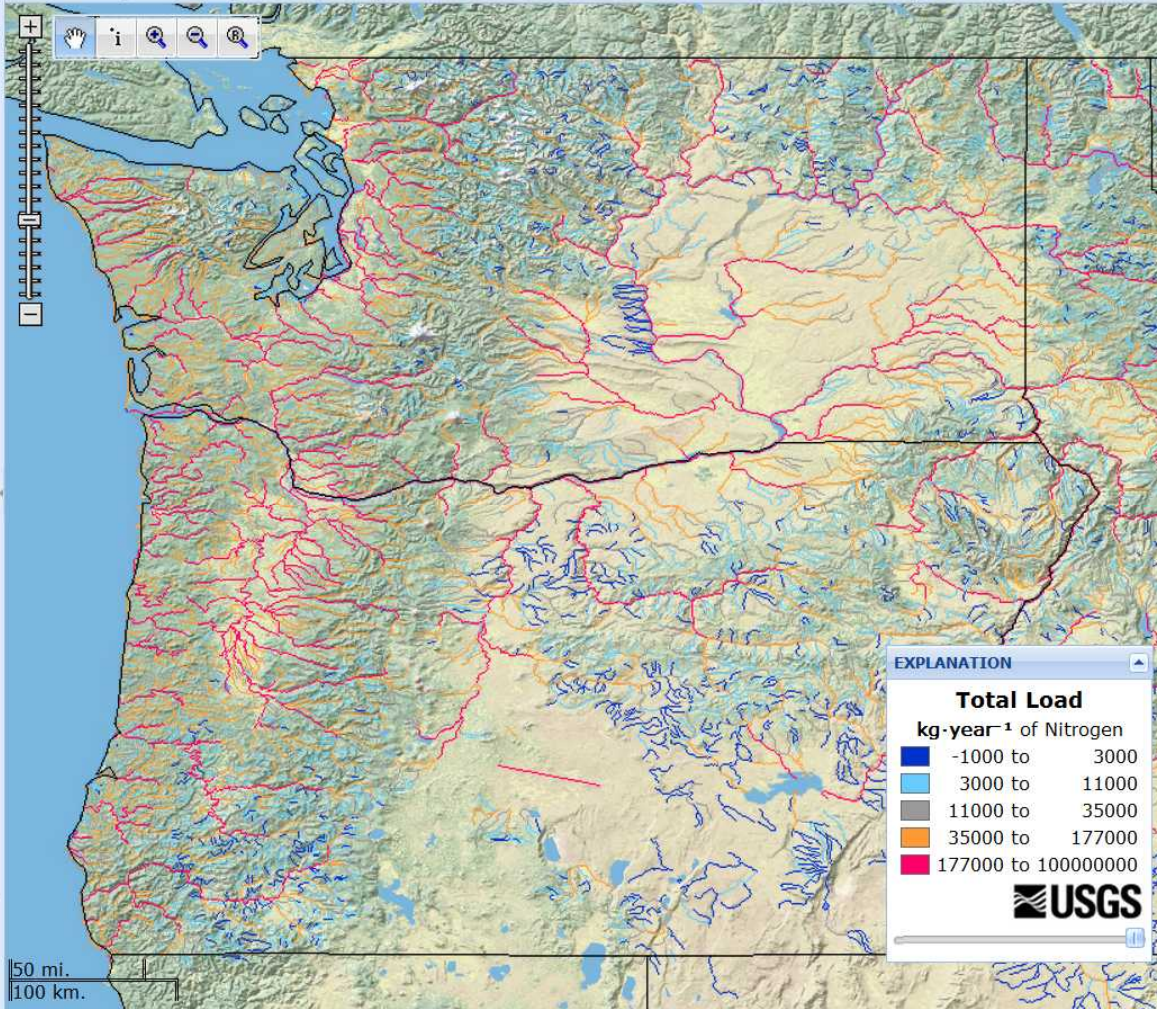 +
i
R
−
EXPLANATION
Total Load
kg·year⁻¹ of Nitrogen
-1000 to 3000
3000 to 11000
11000 to 35000
35000 to 177000
177000 to 100000000
USGS
50 mi.
100 km.